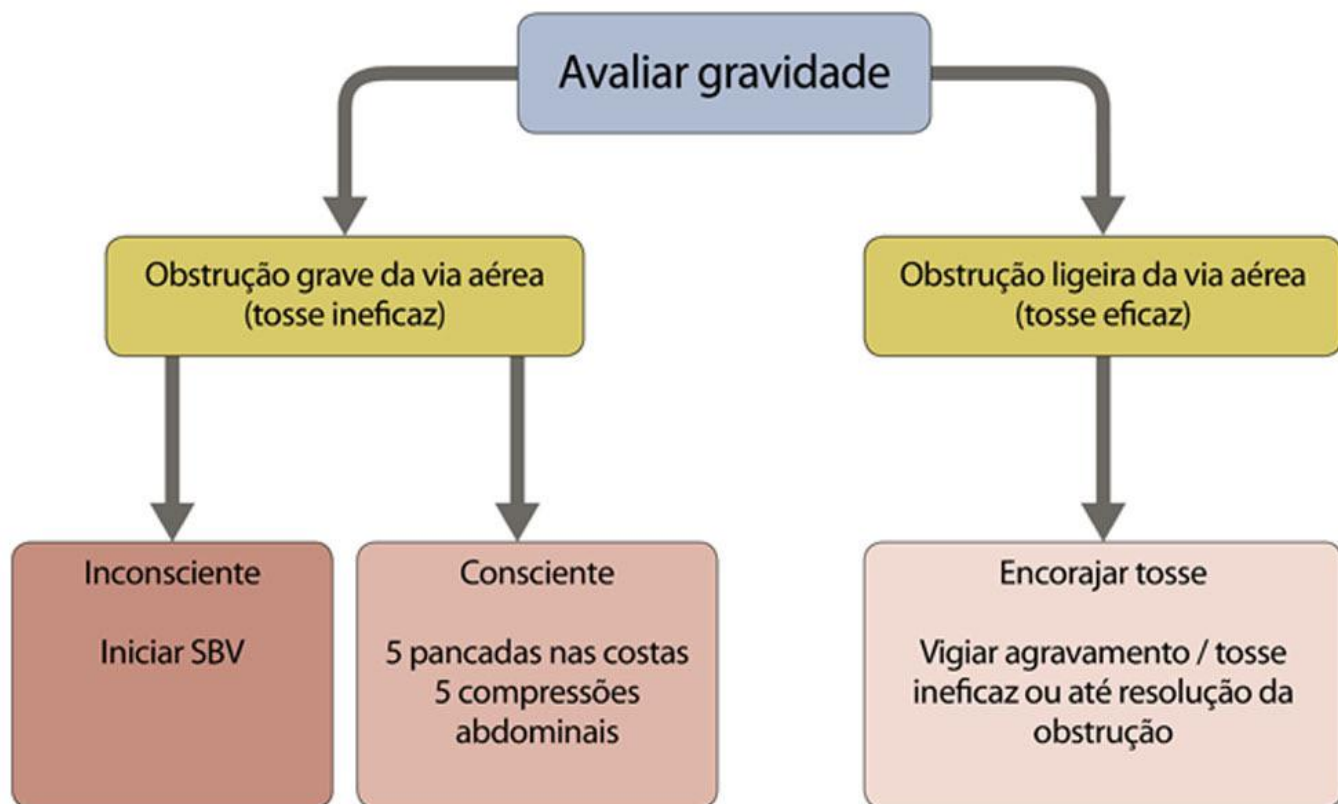 Avaliar gravidade
Obstrução grave da via aérea
(tosse ineficaz)
Obstrução ligeira da via aérea
(tosse eficaz)
Inconsciente
Iniciar SBV
Consciente
5 pancadas nas costas
5 compressões
abdominais
Encorajar tosse
Vigiar agravamento / tosse
ineficaz ou até resolução da
obstrução